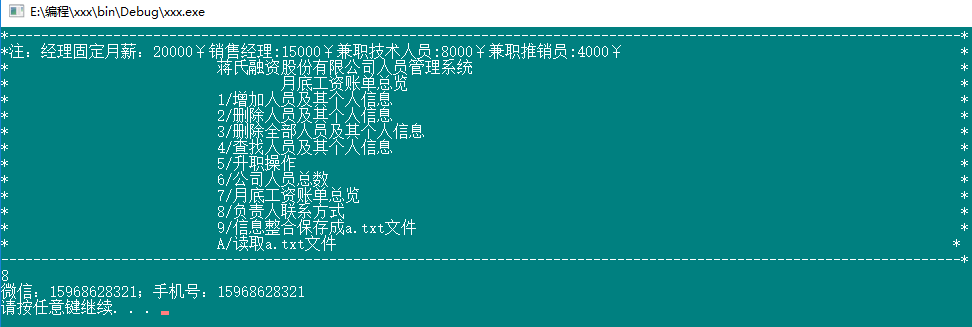 E:\编程\xxx\bin\Debug\xxx.exe
*-----------------------------------------------------------------------------------------------------------------------*
*注：经理固定月薪：20000￥销售经理:15000￥兼职技术人员:8000￥兼职推销员:4000￥ *
* 蒋氏融资股份有限公司人员管理系统 *
* 月底工资账单总览 *
* 1/增加人员及其个人信息 *
* 2/删除人员及其个人信息 *
* 3/删除全部人员及其个人信息 *
* 4/查找人员及其个人信息 *
* 5/升职操作 *
* 6/公司人员总数 *
* 7/月底工资账单总览 *
* 8/负责人联系方式 *
* 9/信息整合保存成a.txt文件 *
* A/读取a.txt文件 *
-----------------------------------------------------------------------------------------------------------------------*
8
微信：15968628321；手机号：15968628321
请按任意键继续. . .